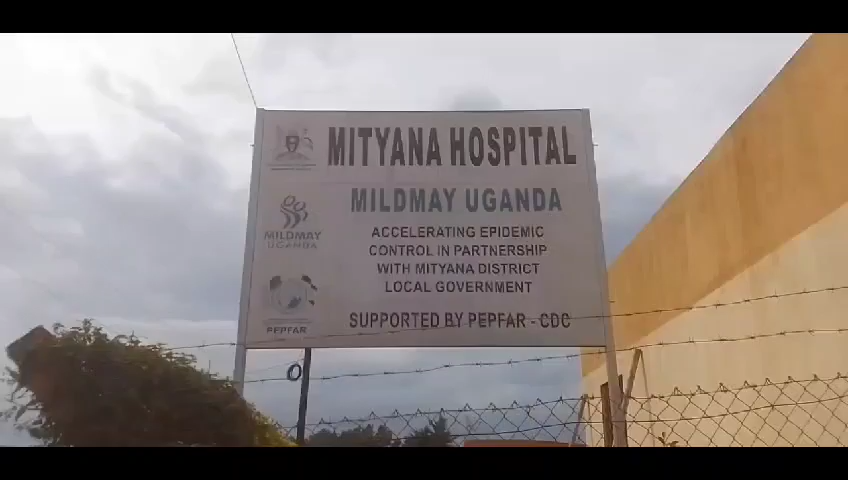 MITYANA HOSPITAL
MILDMAY UGANDA
ACCELERATING EPIDEMIC
CONTROL IN PARTNERSHIP
WITH MITYANA DISTRICT
LOCAL GOVERNMENT
SUPPORTED BY PEPFAR - CDC
MILDMAY
UGANDA
PEPFAR